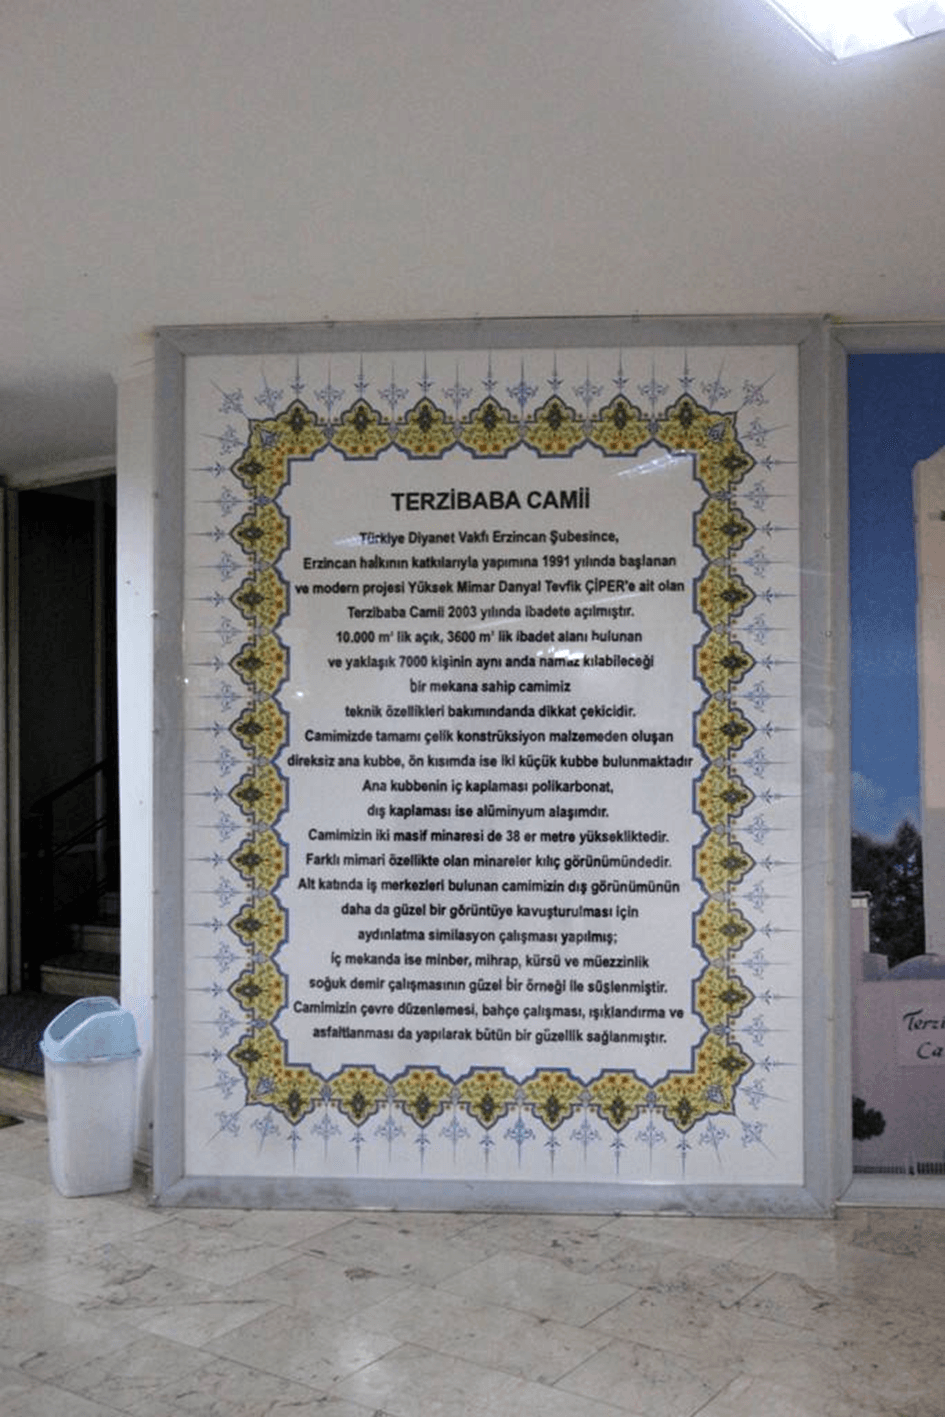 TERZİBABA CAMİİ
Türkiye Diyanet Vakfı Erzincan Şubesince,
Erzincan halkının katkılarıyla yapımına 1991 yılında başlanan
ve modern projesi Yüksek Mimar Danyal Tevfik ÇİPER'e ait olan
Terzibaba Camii 2003 yılında ibadete açılmıştır.
10.000 m² lik açık, 3600 m² lik ibadet alanı bulunan
ve yaklaşık 7000 kişinin aynı anda namaz kılabileceği
bir mekana sahip camimiz
teknik özellikleri bakımındanda dikkat çekicidir.
Camimizde tamamı çelik konstrüksiyon malzemeden oluşan
direksiz ana kubbe, ön kısımda ise iki küçük kubbe bulunmaktadır
Ana kubbenin iç kaplaması polikarbonat,
dış kaplaması ise alüminyum alaşımdır.
Camimizin iki masif minaresi de 38 er metre yüksekliktedir.
Farklı mimari özellikte olan minareler kılıç görünümündedir.
Alt katında iş merkezleri bulunan camimizin dış görünümünün
daha da güzel bir görüntüye kavuşturulması için
aydınlatma similasyon çalışması yapılmış;
iç mekanda ise minber, mihrap, kürsü ve müezzinlik
soğuk demir çalışmasının güzel bir örneği ile süşlenmiştir.
Camimizin çevre düzenlemesi, bahçe çalışması, ışıklandırma ve
asfaltlanması da yapılarak bütün bir güzellik sağlanmıştır.
Terzi
Ca